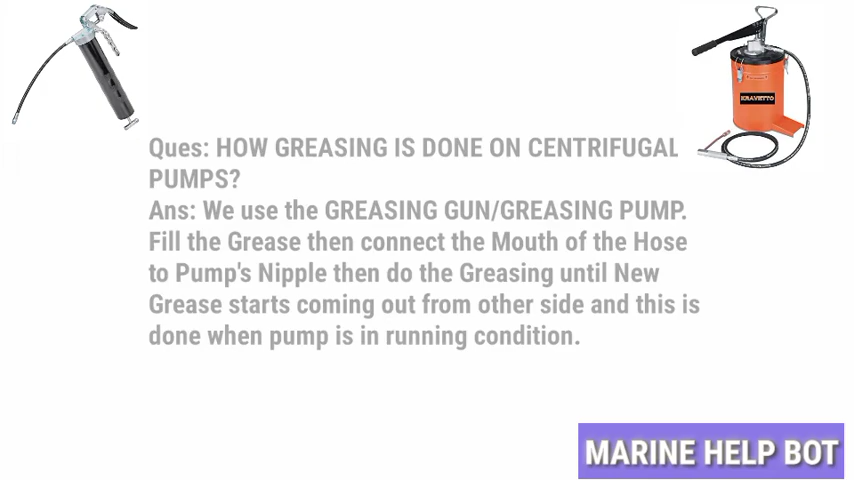 KRAVETTO
Ques: HOW GREASING IS DONE ON CENTRIFUGAL
PUMPS?
Ans: We use the GREASING GUN/GREASING PUMP.
Fill the Grease then connect the Mouth of the Hose
to Pump's Nipple then do the Greasing until New
Grease starts coming out from other side and this is
done when pump is in running condition.
MARINE HELP BOT